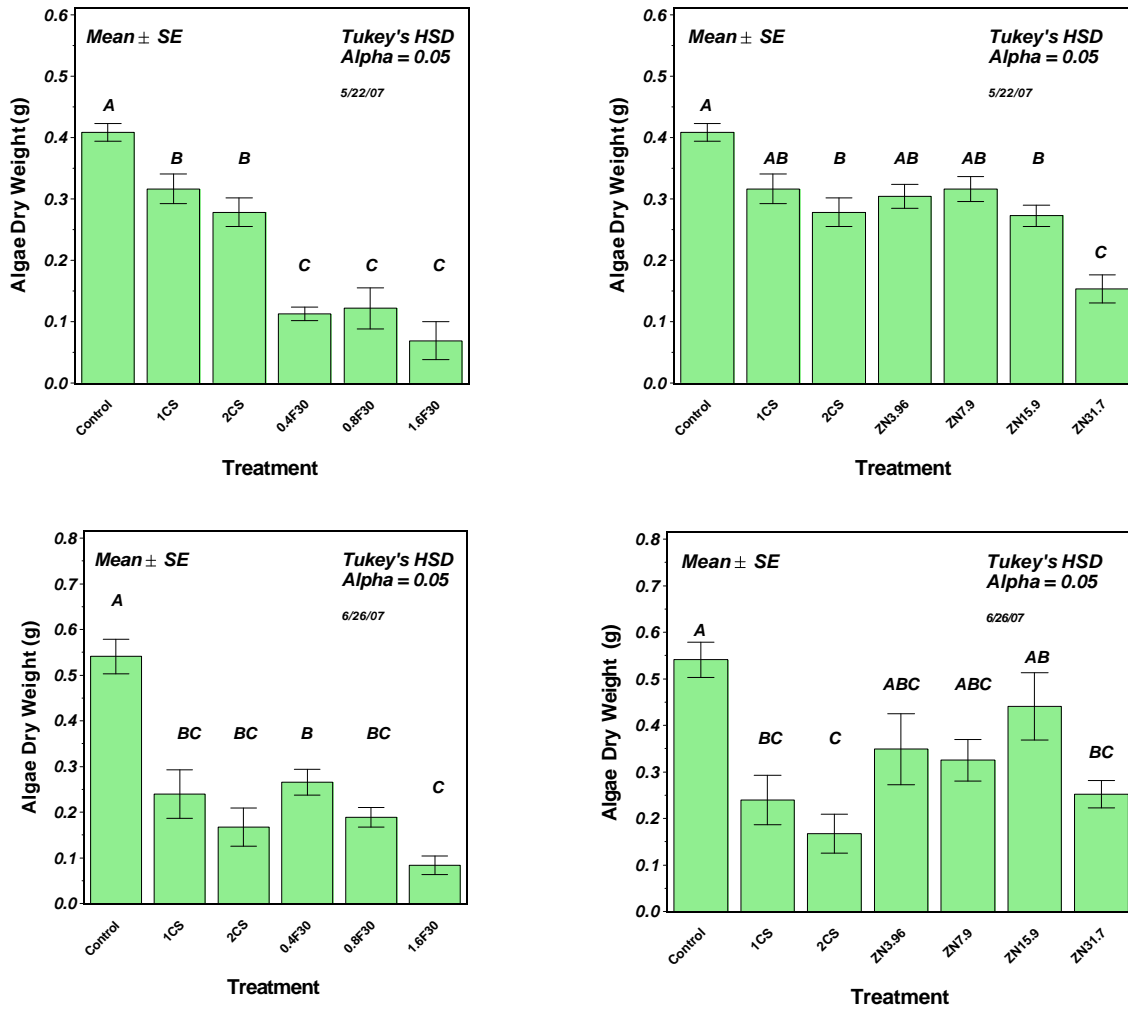 Mean ± SE
Tukey's HSD
Alpha = 0.05
5/22/07
A
B
B
C
C
C
0.6
0.5
0.4
0.3
0.2
0.1
0.0
Algae Dry Weight (g)
Control
1CS
2CS
0.4F30
0.8F30
1.6F30
Treatment
Mean ± SE
Tukey's HSD
Alpha = 0.05
5/22/07
A
AB
B
AB
AB
B
C
0.6
0.5
0.4
0.3
0.2
0.1
0.0
Algae Dry Weight (g)
Control
1CS
2CS
ZN3.96
ZN7.9
ZN15.9
ZN31.7
Treatment
Mean ± SE
Tukey's HSD
Alpha = 0.05
6/26/07
A
BC
BC
B
BC
C
0.8
0.7
0.6
0.5
0.4
0.3
0.2
0.1
0.0
Algae Dry Weight (g)
Control
1CS
2CS
0.4F30
0.8F30
1.6F30
Treatment
Mean ± SE
Tukey's HSD
Alpha = 0.05
6/26/07
A
BC
C
ABC
ABC
AB
BC
0.8
0.7
0.6
0.5
0.4
0.3
0.2
0.1
0.0
Algae Dry Weight (g)
Control
1CS
2CS
ZN3.96
ZN7.9
ZN15.9
ZN31.7
Treatment